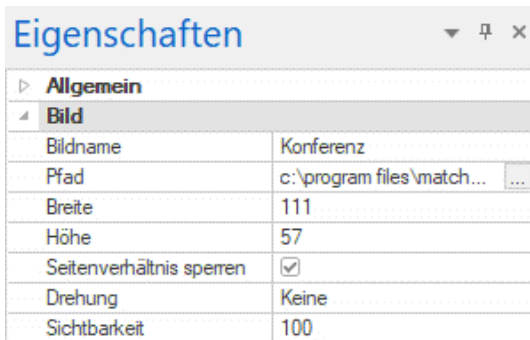 Eigenschaften
Allgemein
Bild
Bildname Konferenz
Pfad c:\program files\match... ...
Breite 111
Höhe 57
Seitenverhältnis sperren
Drehung Keine
Sichtbarkeit 100